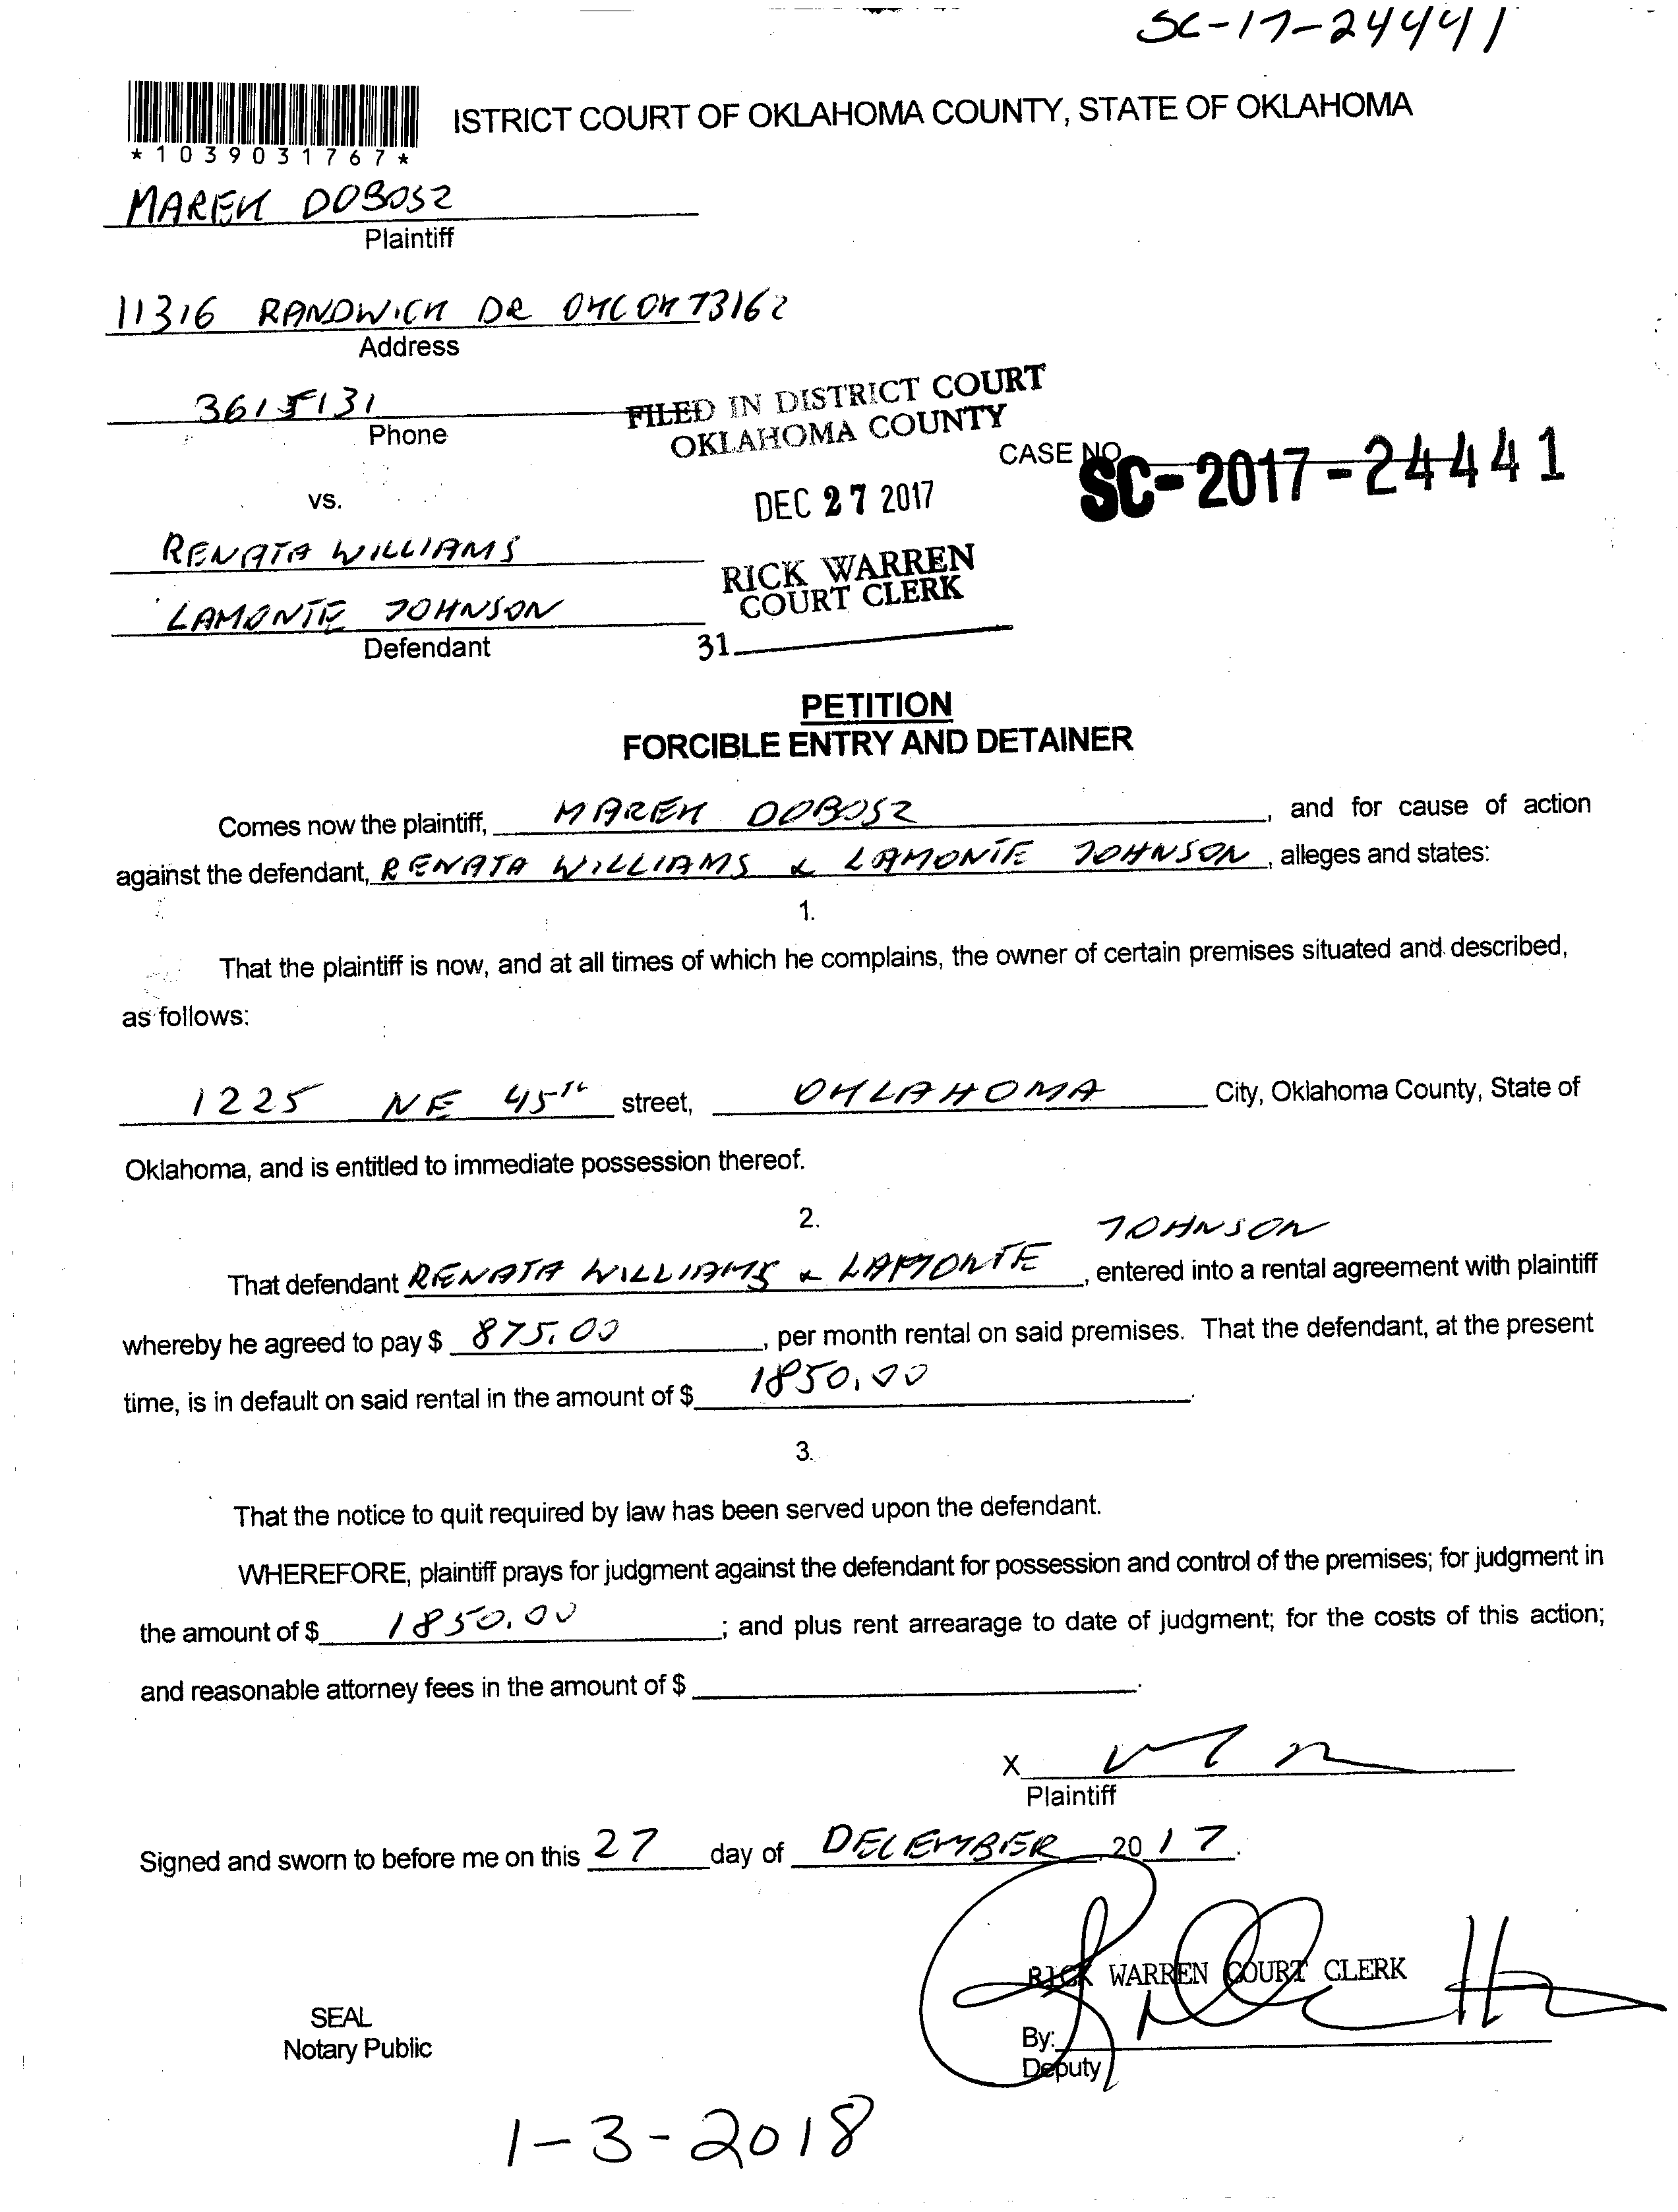 SC-17-24441
ISTRICT COURT OF OKLAHOMA COUNTY, STATE OF OKLAHOMA
*1039031767*
MAREK DOBOSZ
Plaintiff
11316 RANDWICK DR OKC OK 73162
Address
3615131
Phone
FILED IN DISTRICT COURT
OKLAHOMA COUNTY
CASE NO. SC-2017-24441
vs.
DEC 27 2017
RENATA WILLIAMS
RICK WARREN
COURT CLERK
LAMONTE JOHNSON
Defendant
31
PETITION
FORCIBLE ENTRY AND DETAINER
Comes now the plaintiff, MAREK DOBOSZ, and for cause of action
against the defendant, RENATA WILLIAMS & LAMONTE JOHNSON, alleges and states:
1.
That the plaintiff is now, and at all times of which he complains, the owner of certain premises situated and described,
as follows:
1225 NE 45TH street, OKLAHOMA City, Oklahoma County, State of
Oklahoma, and is entitled to immediate possession thereof.
2.
JOHNSON
That defendant RENATA WILLIAMS & LAMONTE, entered into a rental agreement with plaintiff
whereby he agreed to pay $ 875.00, per month rental on said premises. That the defendant, at the present
time, is in default on said rental in the amount of $ 1850.00.
3.
That the notice to quit required by law has been served upon the defendant.
WHEREFORE, plaintiff prays for judgment against the defendant for possession and control of the premises; for judgment in
the amount of $ 1850.00; and plus rent arrearage to date of judgment; for the costs of this action;
and reasonable attorney fees in the amount of $ .
X
Plaintiff
Signed and sworn to before me on this 27 day of DECEMBER, 20 17.
RICK WARREN COURT CLERK
SEAL
Notary Public
By:
Deputy
1-3-2018